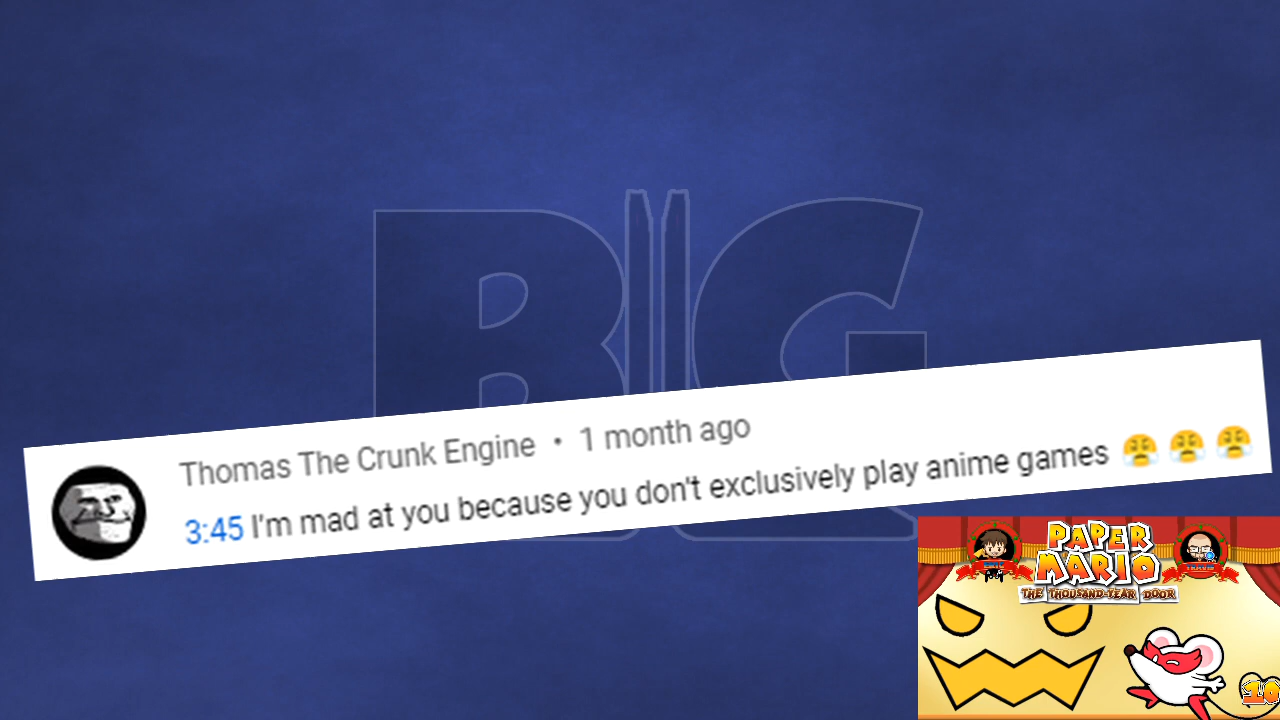 BG
Thomas The Crunk Engine • 1 month ago
3:45 I'm mad at you because you don't exclusively play anime games 😤 😤 😤
PAPER
MARIO
THE THOUSAND-YEAR DOOR
10